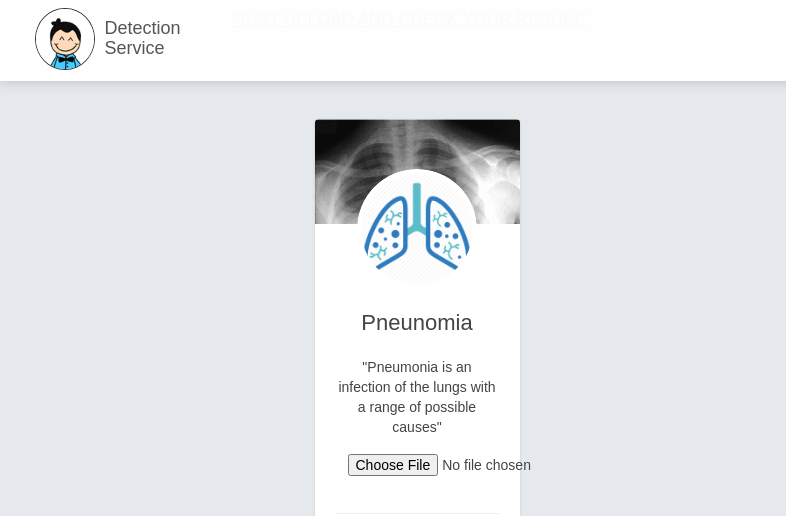 Detection
Service
"JUST UPLOAD AND CHECK YOUR RESULT"
Pneunomia
"Pneumonia is an
infection of the lungs with
a range of possible
causes"
Choose File No file chosen